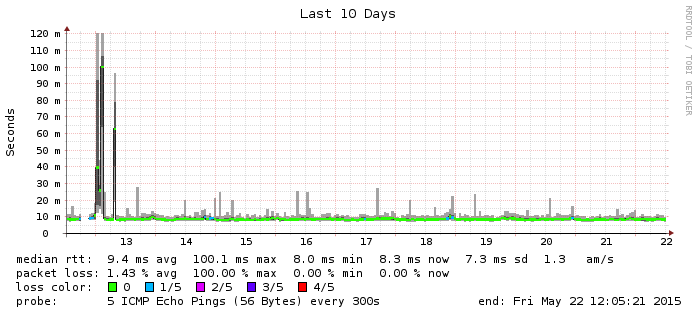 Last 10 Days
RRDTOOL / TOBI OETIKER
Seconds
120 m
110 m
100 m
90 m
80 m
70 m
60 m
50 m
40 m
30 m
20 m
10 m
0
13 14 15 16 17 18 19 20 21 22
median rtt: 9.4 ms avg 100.1 ms max 8.0 ms min 8.3 ms now 7.3 ms sd 1.3 am/s
packet loss: 1.43 % avg 100.00 % max 0.00 % min 0.00 % now
loss color: 0 1/5 2/5 3/5 4/5
probe: 5 ICMP Echo Pings (56 Bytes) every 300s end: Fri May 22 12:05:21 2015